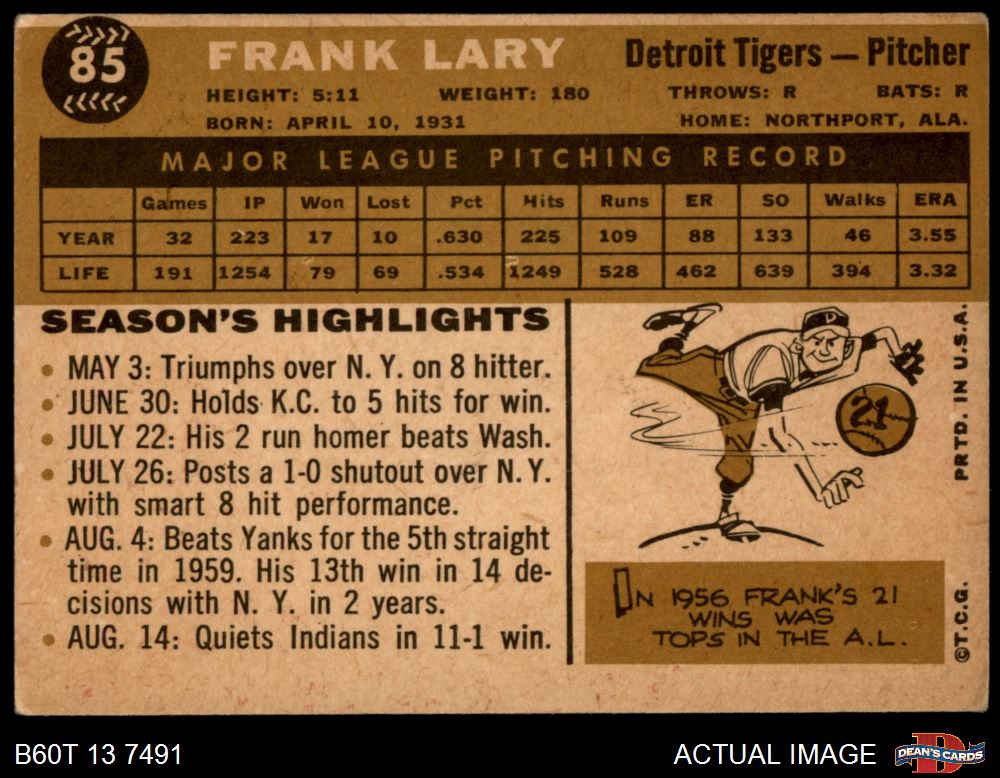 85
FRANK LARY
Detroit Tigers — Pitcher
HEIGHT: 5:11 WEIGHT: 180 THROWS: R BATS: R
BORN: APRIL 10, 1931 HOME: NORTHPORT, ALA.
MAJOR LEAGUE PITCHING RECORD
Games IP Won Lost Pct Hits Runs ER SO Walks ERA
YEAR 32 223 17 10 .630 225 109 88 133 46 3.55
LIFE 191 1254 79 69 .534 1249 528 462 639 394 3.32
SEASON'S HIGHLIGHTS
• MAY 3: Triumphs over N. Y. on 8 hitter.
• JUNE 30: Holds K.C. to 5 hits for win.
• JULY 22: His 2 run homer beats Wash.
• JULY 26: Posts a 1-0 shutout over N. Y.
with smart 8 hit performance.
• AUG. 4: Beats Yanks for the 5th straight
time in 1959. His 13th win in 14 de-
cisions with N. Y. in 2 years.
• AUG. 14: Quiets Indians in 11-1 win.
D
21
IN 1956 FRANK'S 21
WINS WAS
TOPS IN THE A.L.
PRTD. IN U.S.A.
©T.C.G.
B60T 13 7491
ACTUAL IMAGE
DEAN'S CARDS